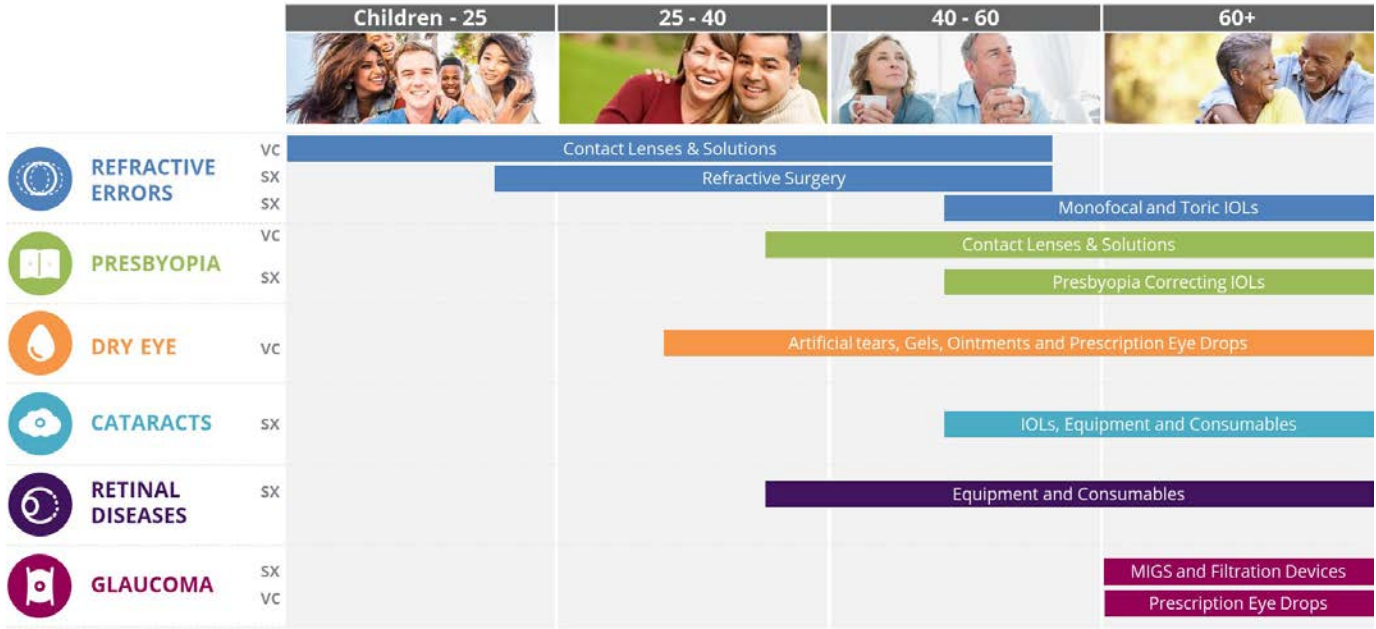 Children - 25 25 - 40 40 - 60 60+
REFRACTIVE
ERRORS
VC Contact Lenses & Solutions
SX Refractive Surgery
SX Monofocal and Toric IOLs
PRESBYOPIA
VC Contact Lenses & Solutions
SX Presbyopia Correcting IOLs
DRY EYE
VC Artificial tears, Gels, Ointments and Prescription Eye Drops
CATARACTS
SX IOLs, Equipment and Consumables
RETINAL
DISEASES
SX Equipment and Consumables
GLAUCOMA
SX MIGS and Filtration Devices
VC Prescription Eye Drops